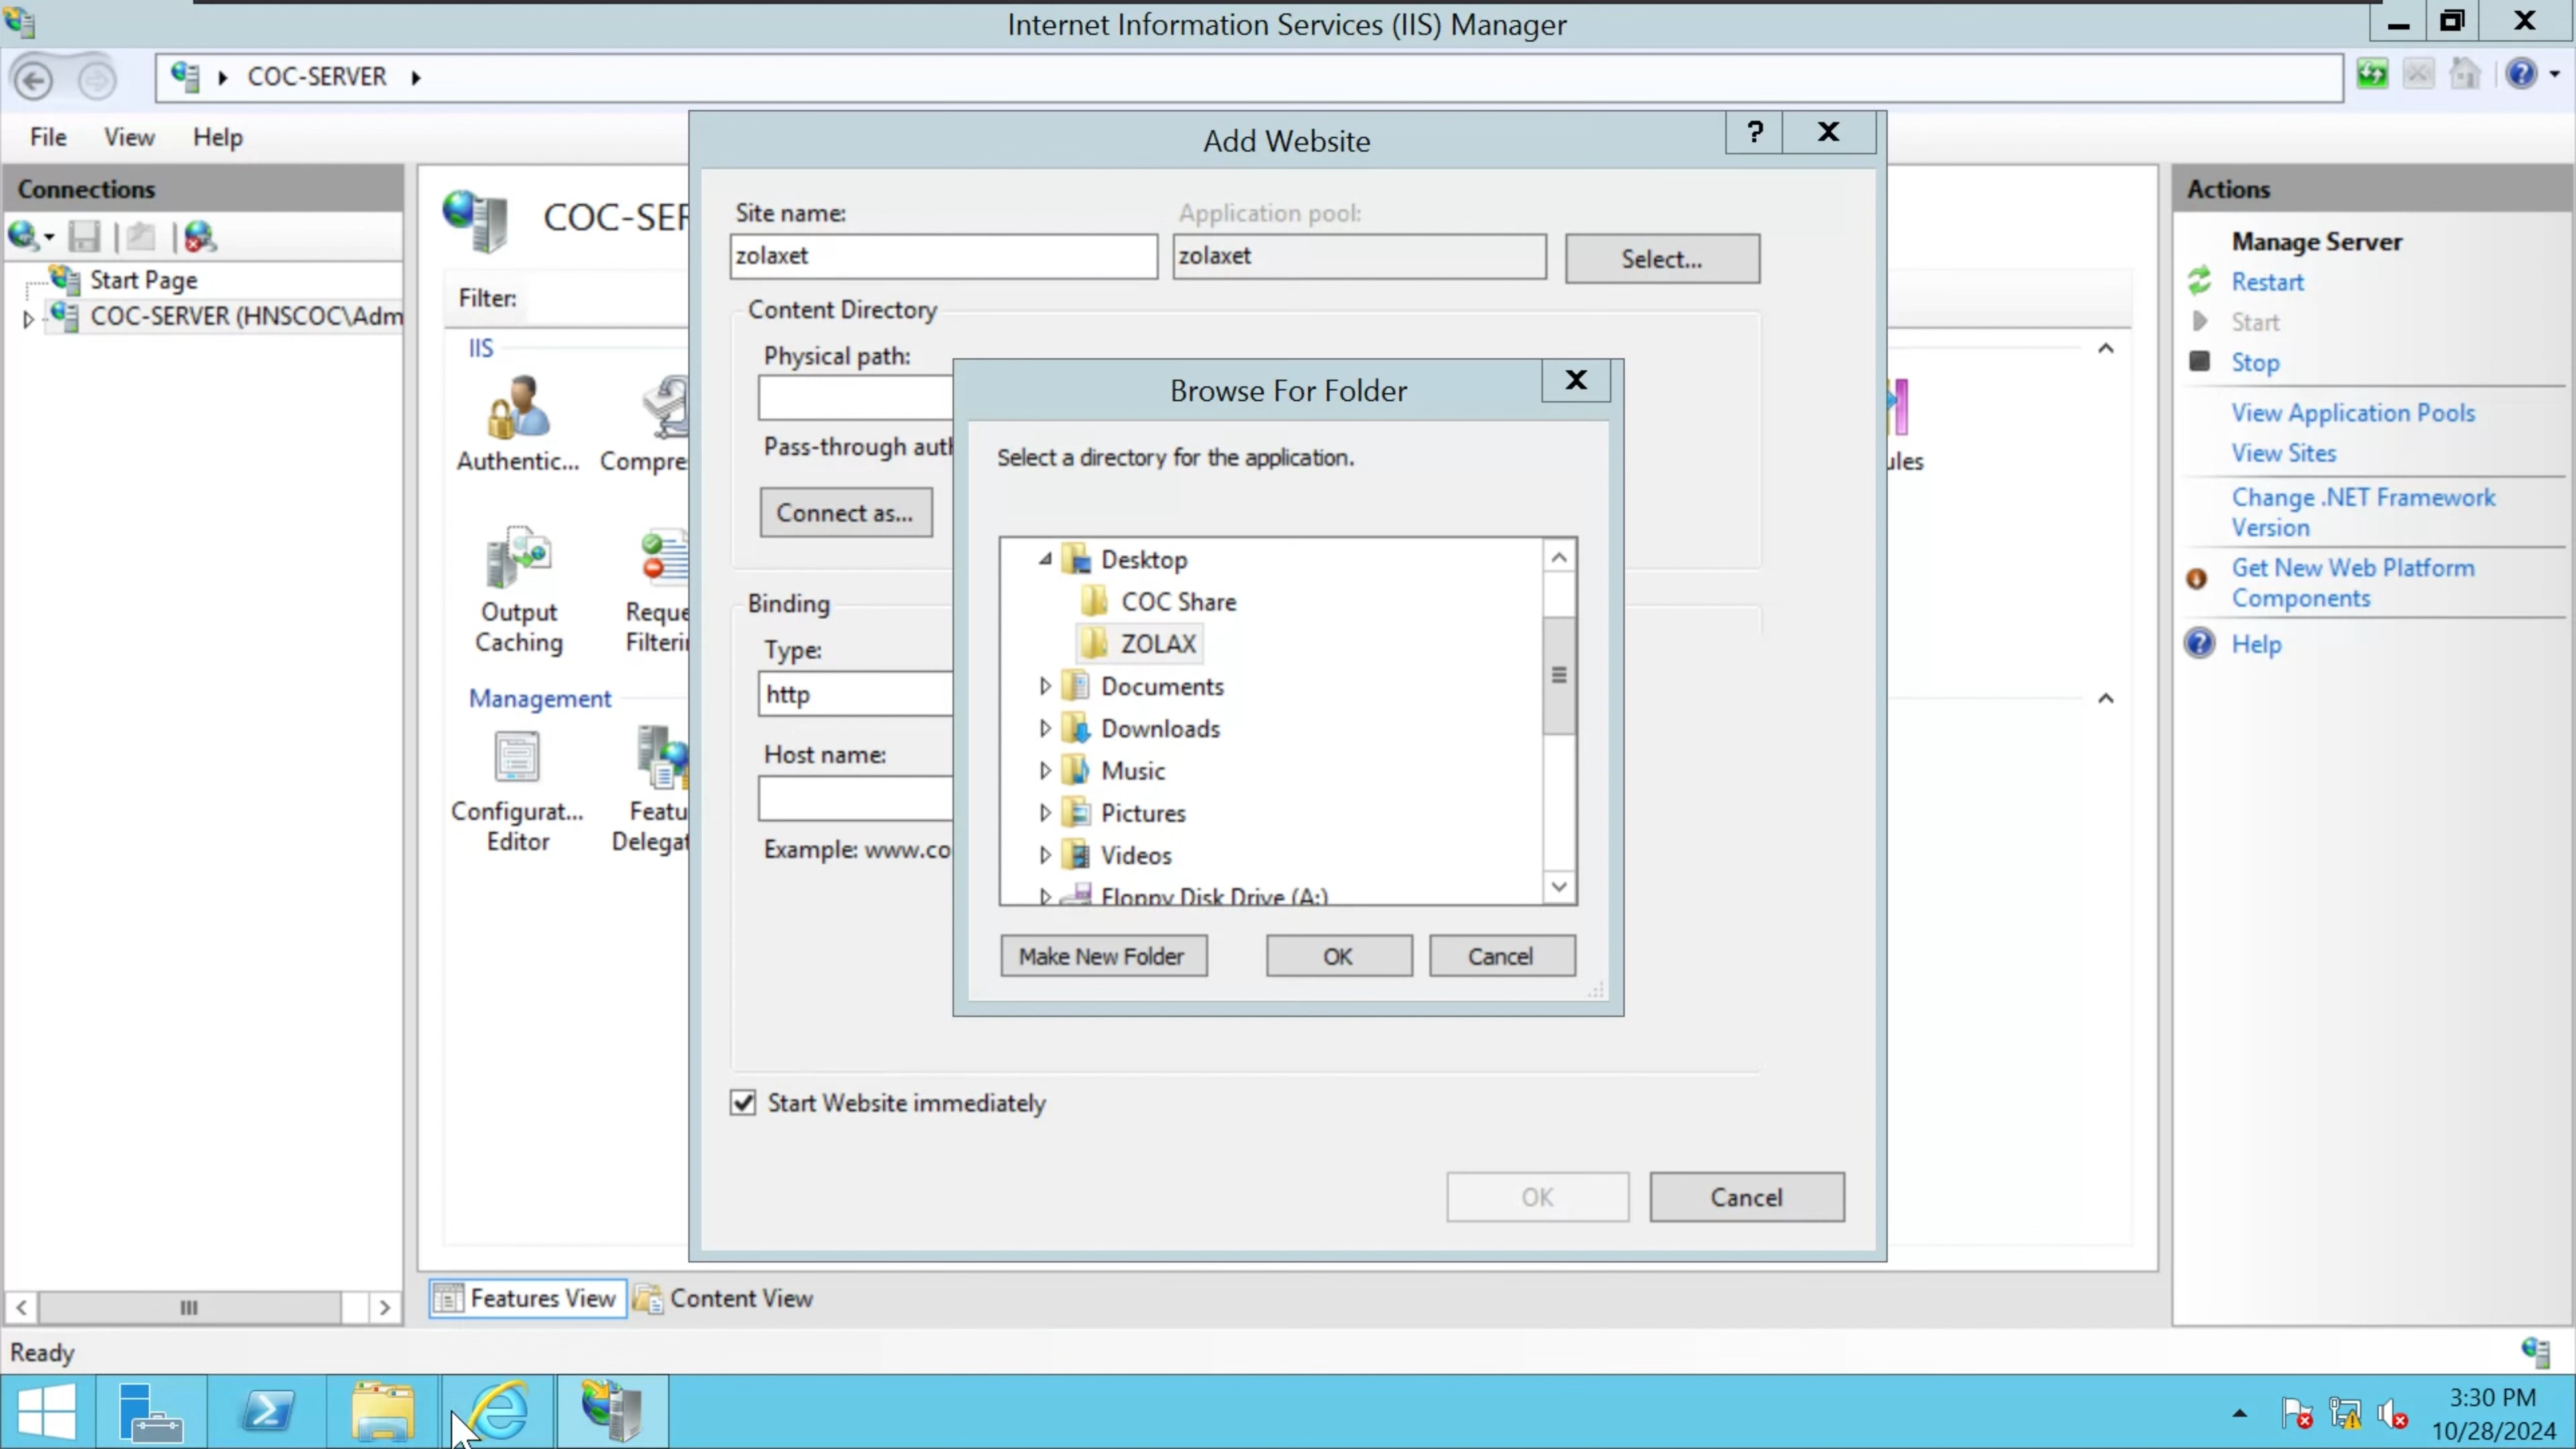 Internet Information Services (IIS) Manager
COC-SERVER
File View Help
Connections
Start Page
COC-SERVER (HNSCOC\Adm
COC-SER
Filter:
IIS
Authentic... Compre
Output Caching
Reque
Filteri
Management
Configurat... Editor
Featu
Delegat
ules
Add Website
?
Site name:
zolaxet
Application pool:
zolaxet
Select...
Content Directory
Physical path:
Pass-through auth
Connect as...
Binding
Type:
http
Host name:
Example: www.co
Start Website immediately
OK Cancel
Browse For Folder
Select a directory for the application.
Desktop
COC Share
ZOLAX
Documents
Downloads
Music
Pictures
Videos
Floppy Disk Drive (A:)
Make New Folder OK Cancel
Actions
Manage Server
Restart
Start
Stop
View Application Pools
View Sites
Change .NET Framework
Version
Get New Web Platform
Components
Help
Features View Content View
Ready
3:30 PM
10/28/2024